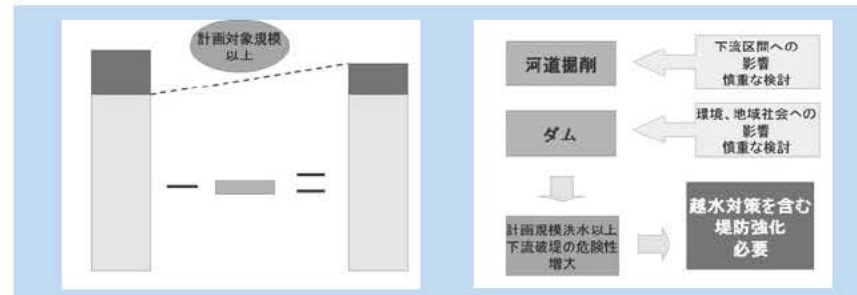 計画対象規模
以上
河道掘削
下流区間への
影響
慎重な検討
ダム
環境、地域社会への
影響
慎重な検討
計画規模洪水以上
下流破堤の危険性
増大
越水対策を含む
堤防強化
必要